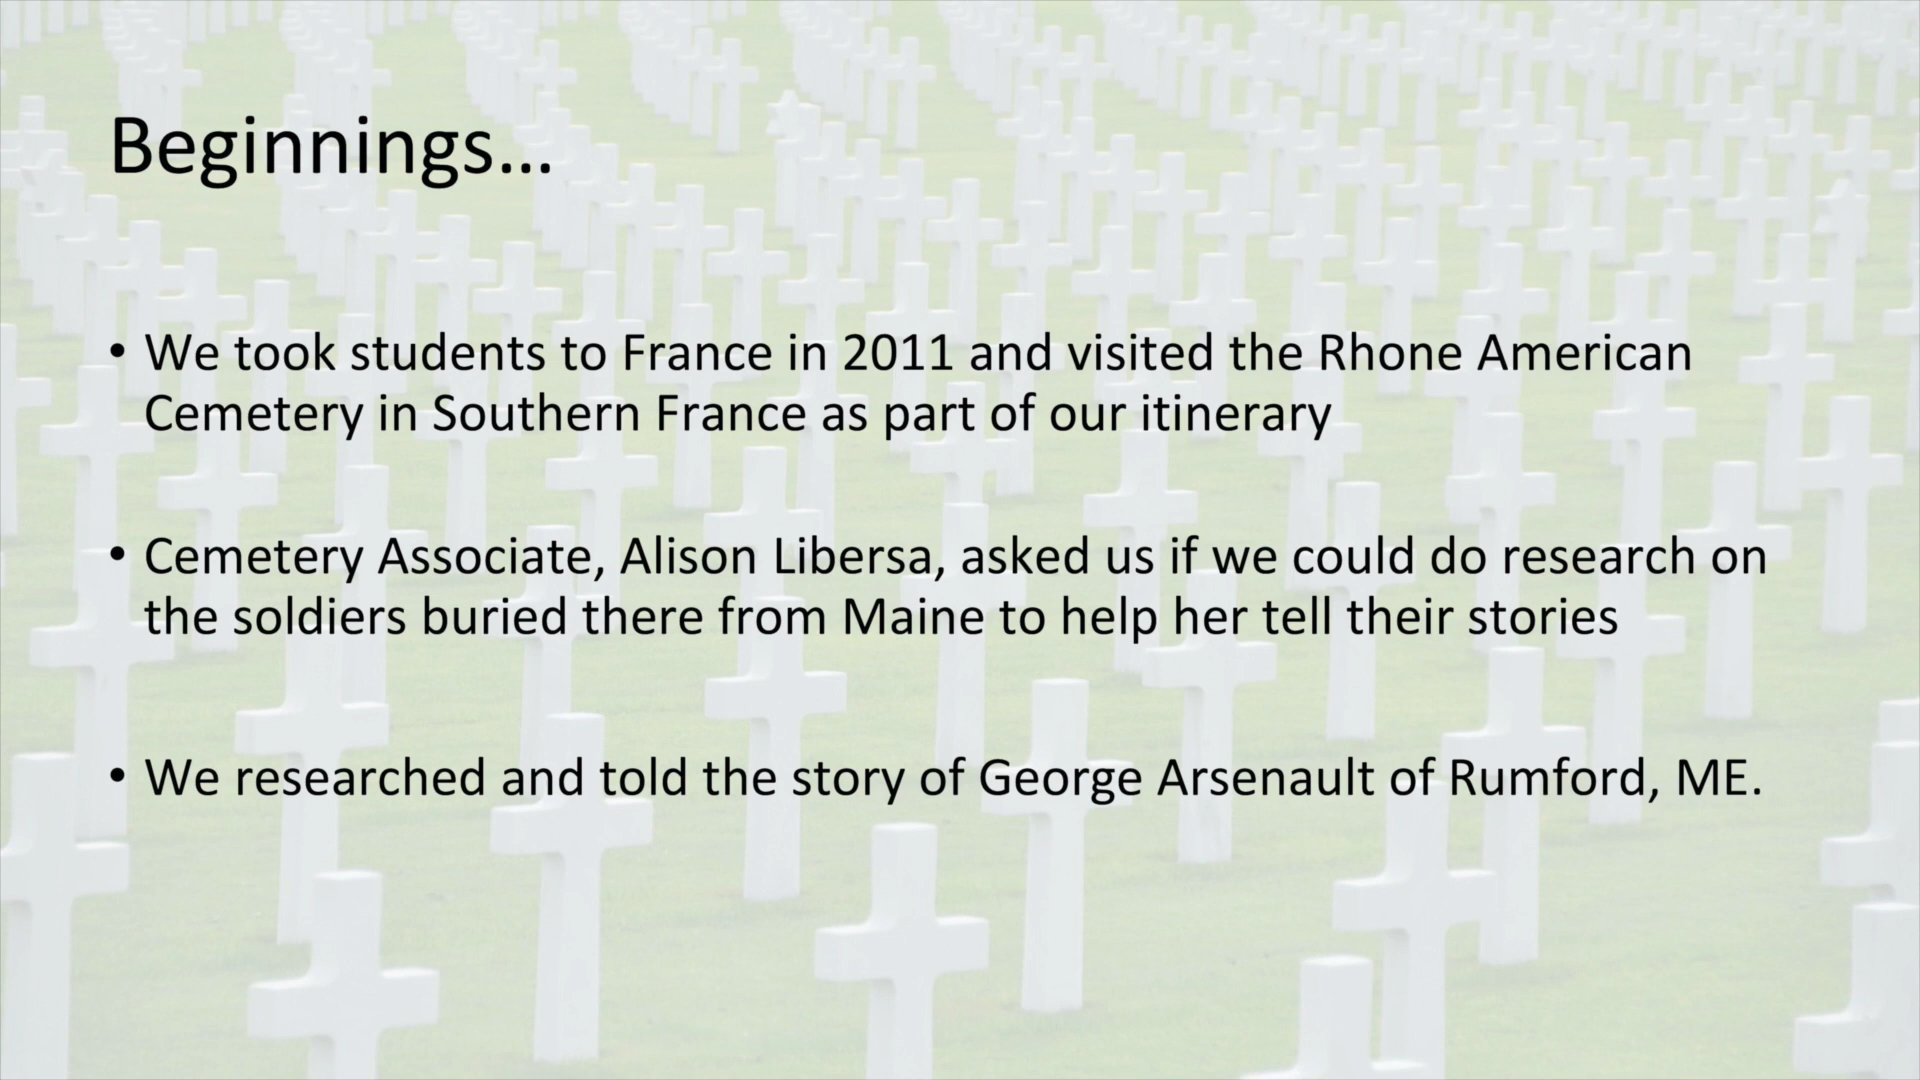 Beginnings...
• We took students to France in 2011 and visited the Rhone American
Cemetery in Southern France as part of our itinerary
• Cemetery Associate, Alison Libersa, asked us if we could do research on
the soldiers buried there from Maine to help her tell their stories
• We researched and told the story of George Arsenault of Rumford, ME.